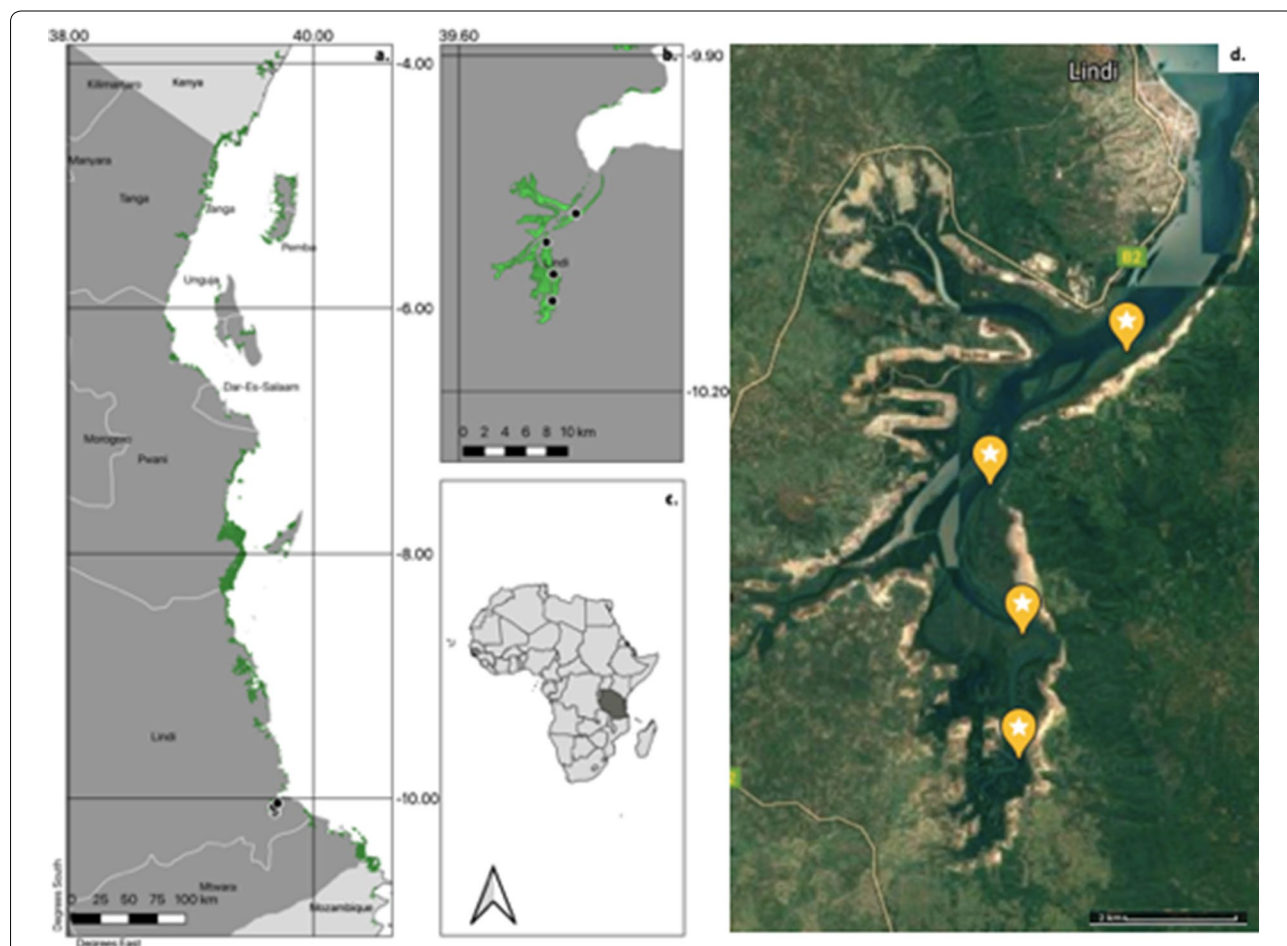 38.00
40.00
a.
-4.00
Kilimanjaro
Kenya
Manyara
Tanga
Tanga
Pemba
Unguja
-6.00
Dar-Es-Salaam
Morogoro
Pwani
-8.00
Lindi
-10.00
Mtwara
Mozambique
0 25 50 75 100 km
Degrees South
Degrees East
39.60
b.
-9.90
Lindi
-10.20
0 2 4 6 8 10 km
c.
d.
Lindi
B2